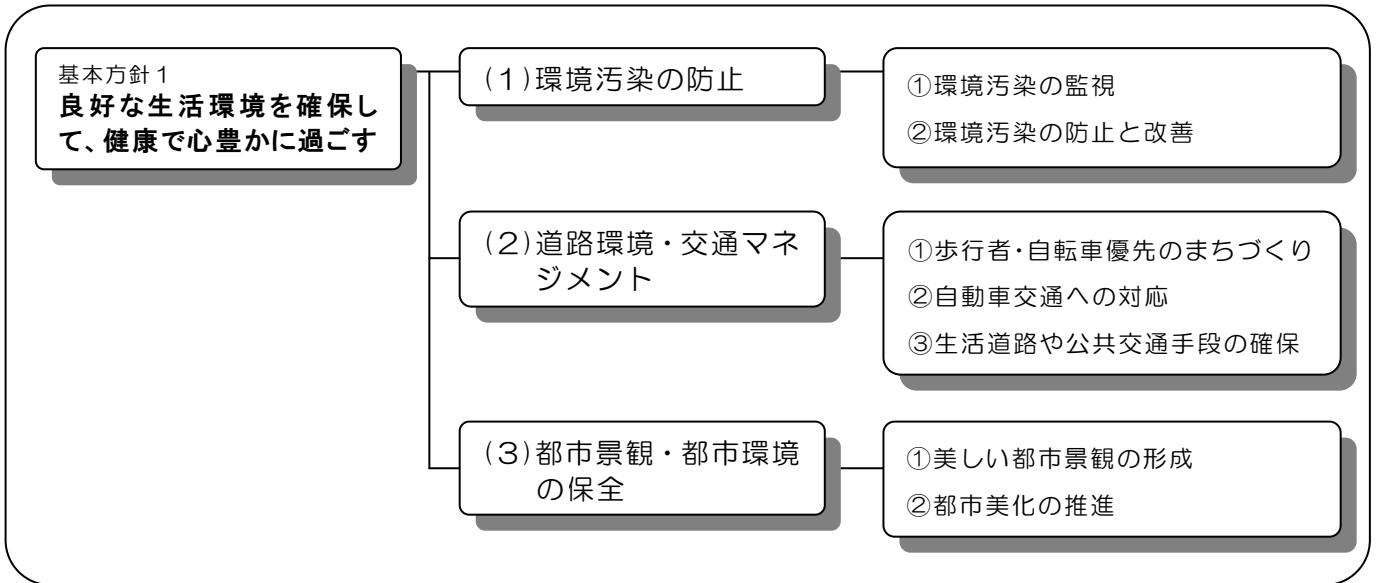 基本方針1
良好な生活環境を確保し
て、健康で心豊かに過ごす
(1)環境汚染の防止
①環境汚染の監視
②環境汚染の防止と改善
(2)道路環境・交通マネ
ジメント
①歩行者・自転車優先のまちづくり
②自動車交通への対応
③生活道路や公共交通手段の確保
(3)都市景観・都市環境
の保全
①美しい都市景観の形成
②都市美化の推進